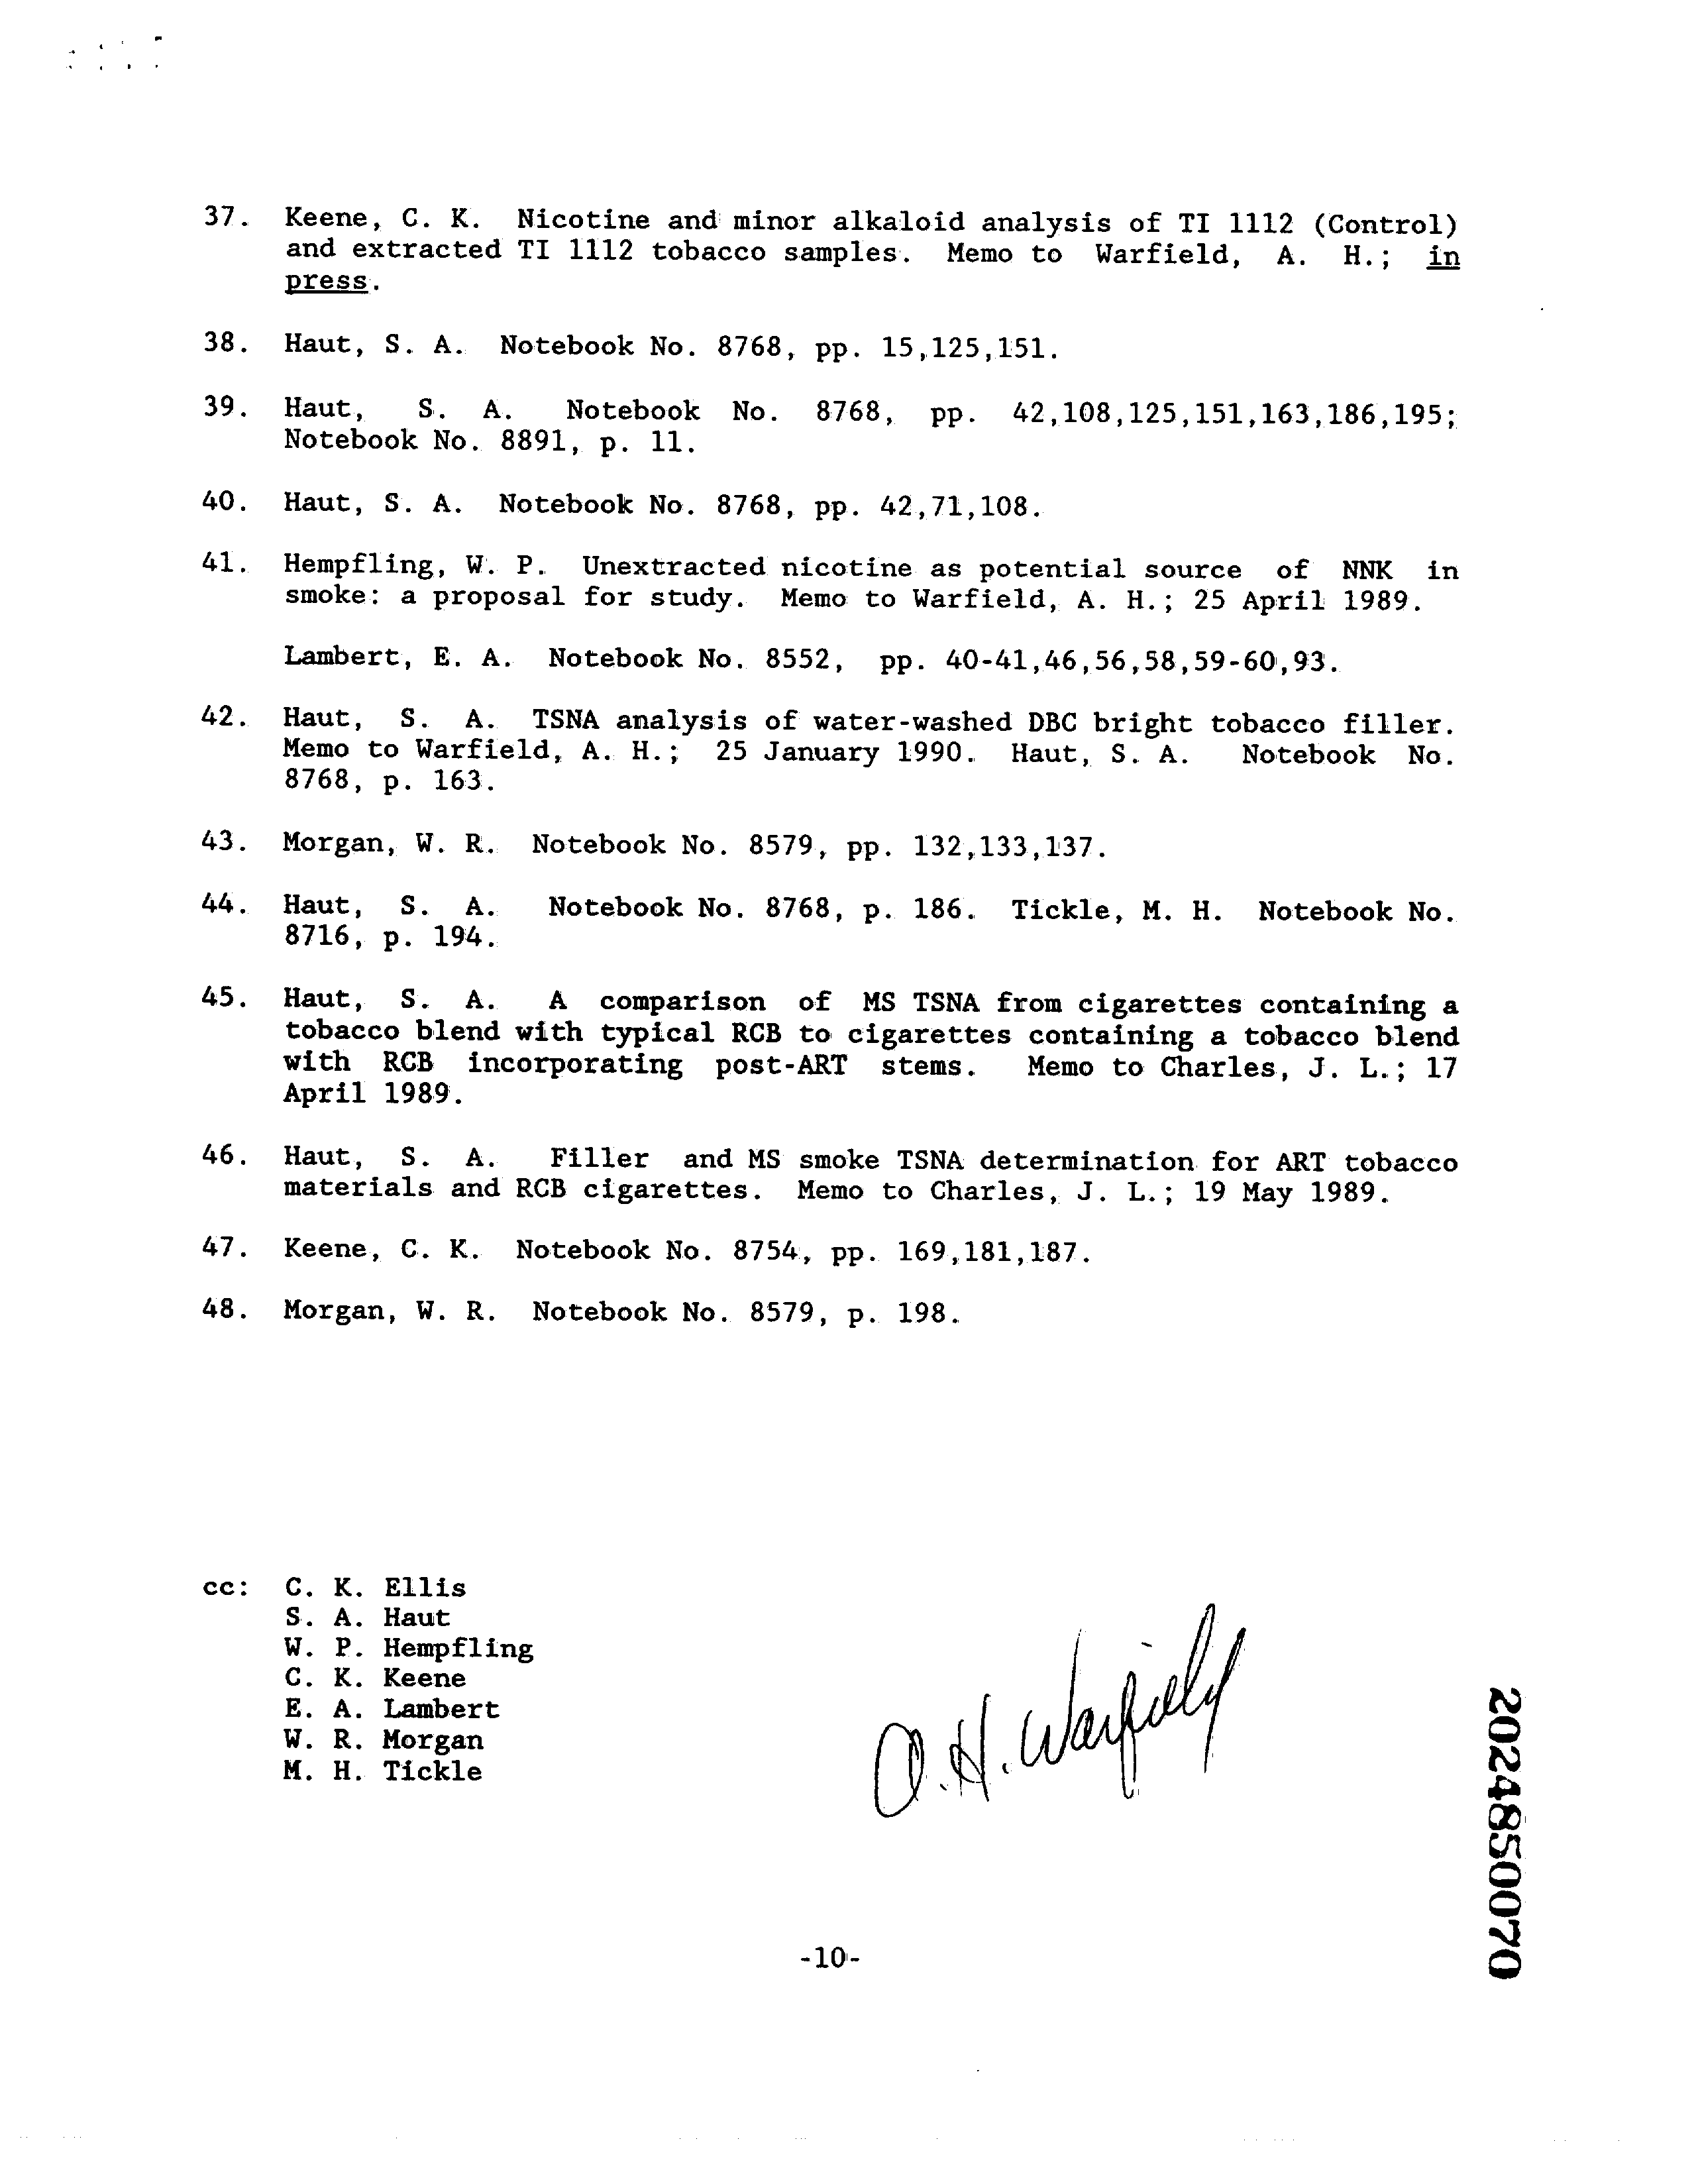 37. Keene, C. K. Nicotine and minor alkaloid analysis of TI 1112 (Control)
and extracted TI 1112 tobacco samples. Memo to Warfield, A. H.; in
press.
38. Haut, S. A. Notebook No. 8768, pp. 15,125,151.
39. Haut, S. A. Notebook No. 8768, pp. 42,108,125,151,163,186,195;
Notebook No. 8891, p. 11.
40. Haut, S. A. Notebook No. 8768, pp. 42,71,108.
41. Hempfling, W. P. Unextracted nicotine as potential source of NNK in
smoke: a proposal for study. Memo to Warfield, A. H.; 25 April 1989.
Lambert, E. A. Notebook No. 8552, pp. 40-41,46,56,58,59-60,93.
42. Haut, S. A. TSNA analysis of water-washed DBC bright tobacco filler.
Memo to Warfield, A. H.; 25 January 1990. Haut, S. A. Notebook No.
8768, p. 163.
43. Morgan, W. R. Notebook No. 8579, pp. 132,133,137.
44. Haut, S. A. Notebook No. 8768, p. 186. Tickle, M. H. Notebook No.
8716, p. 194.
45. Haut, S. A. A comparison of MS TSNA from cigarettes containing a
tobacco blend with typical RCB to cigarettes containing a tobacco blend
with RCB incorporating post-ART stems. Memo to Charles, J. L.; 17
April 1989.
46. Haut, S. A. Filler and MS smoke TSNA determination for ART tobacco
materials and RCB cigarettes. Memo to Charles, J. L.; 19 May 1989.
47. Keene, C. K. Notebook No. 8754, pp. 169,181,187.
48. Morgan, W. R. Notebook No. 8579, p. 198.
cc: C. K. Ellis
S. A. Haut
W. P. Hempfling
C. K. Keene
E. A. Lambert
W. R. Morgan
M. H. Tickle
A. H. Warfield
2024850070
-10-